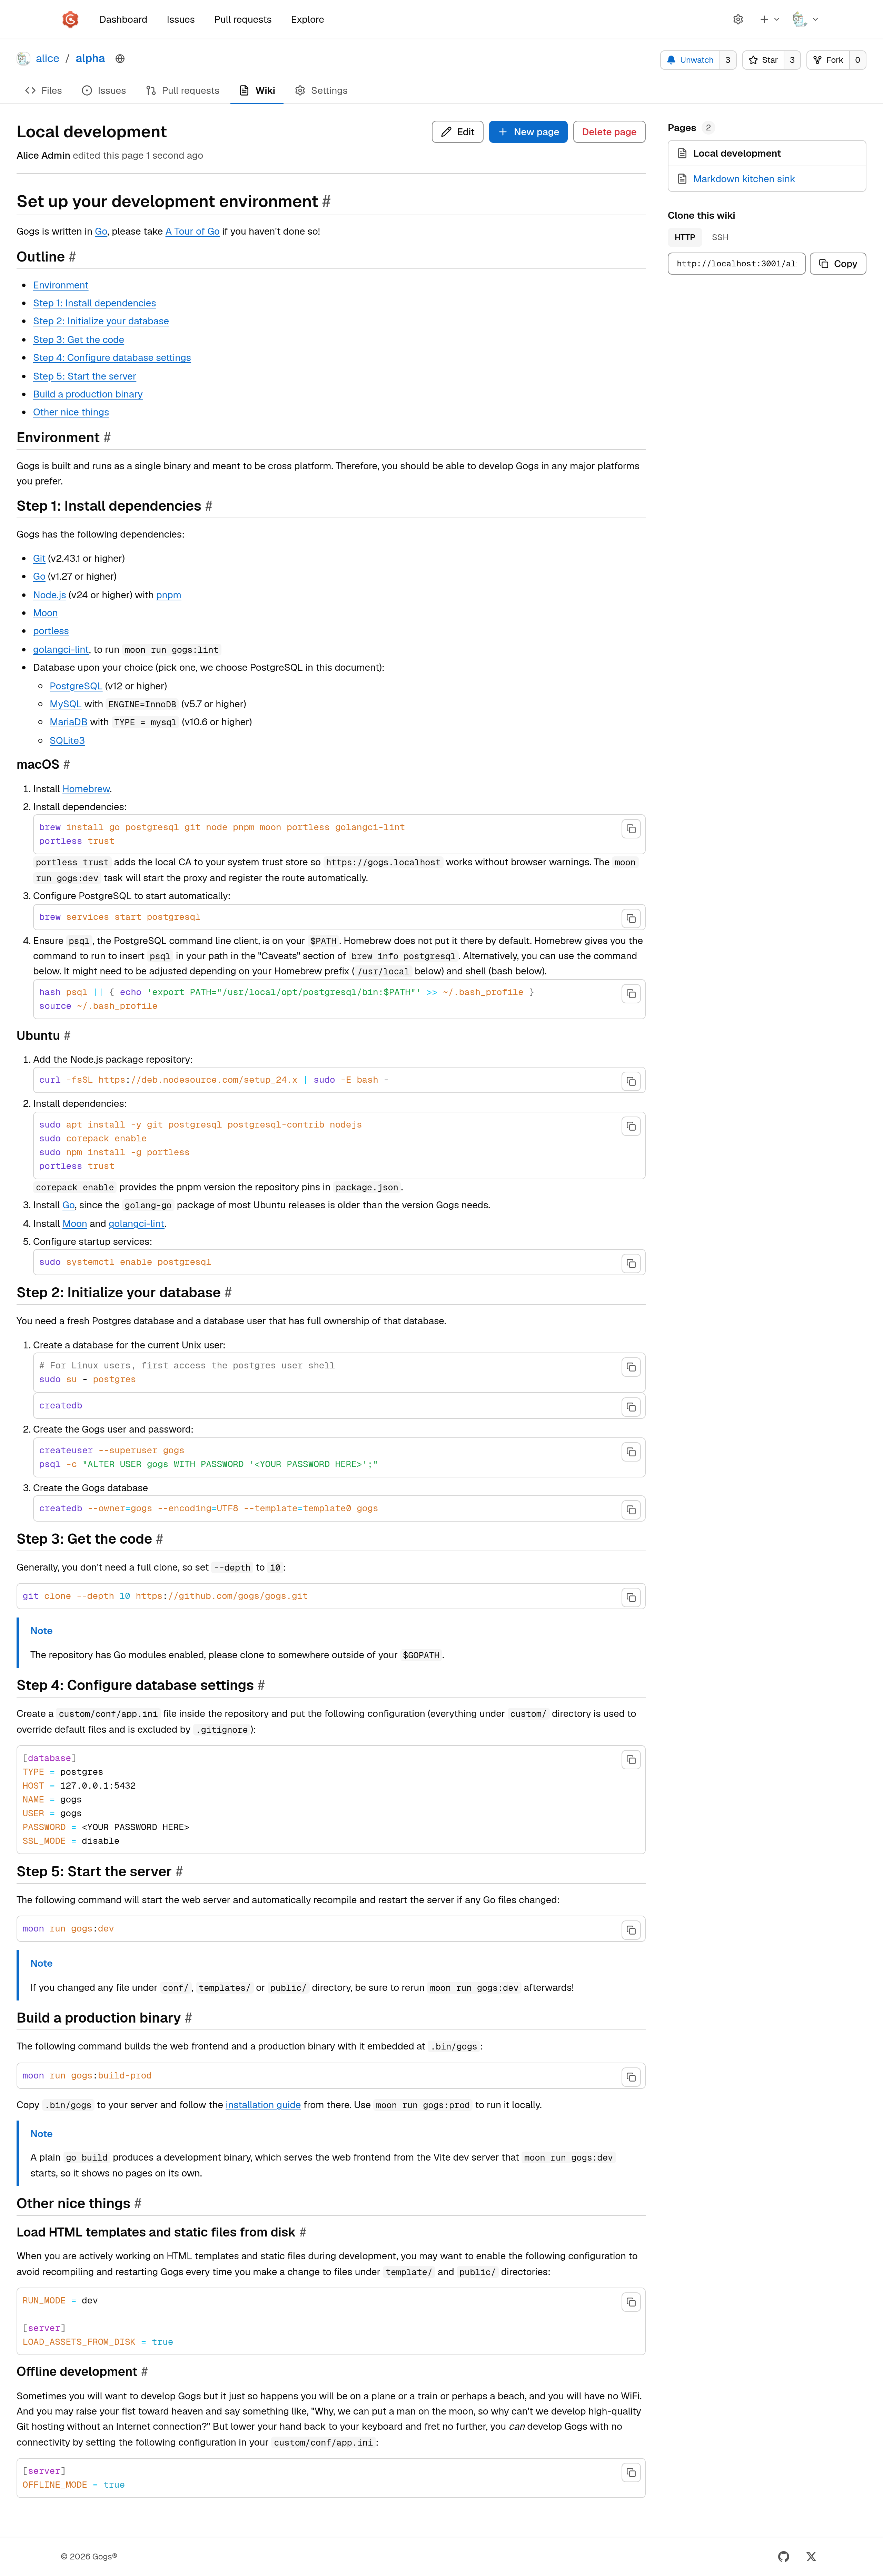 Dashboard Issues Pull requests Explore
alice / alpha
Unwatch 3 Star 3 Fork 0
Files Issues Pull requests Wiki Settings
Local development
Edit New page Delete page
Alice Admin edited this page 1 second ago
Pages 2
Local development
Markdown kitchen sink
Clone this wiki
HTTP SSH
http://localhost:3001/al Copy
Set up your development environment #
Gogs is written in Go, please take A Tour of Go if you haven't done so!
Outline #
Environment
Step 1: Install dependencies
Step 2: Initialize your database
Step 3: Get the code
Step 4: Configure database settings
Step 5: Start the server
Build a production binary
Other nice things
Environment #
Gogs is built and runs as a single binary and meant to be cross platform. Therefore, you should be able to develop Gogs in any major platforms
you prefer.
Step 1: Install dependencies #
Gogs has the following dependencies:
Git (v2.43.1 or higher)
Go (v1.27 or higher)
Node.js (v24 or higher) with pnpm
Moon
portless
golangci-lint, to run moon run gogs:lint
Database upon your choice (pick one, we choose PostgreSQL in this document):
PostgreSQL (v12 or higher)
MySQL with ENGINE=InnoDB (v5.7 or higher)
MariaDB with TYPE = mysql (v10.6 or higher)
SQLite3
macOS #
1. Install Homebrew.
2. Install dependencies:
brew install go postgresql git node pnpm moon portless golangci-lint
portless trust
portless trust adds the local CA to your system trust store so https://gogs.localhost works without browser warnings. The moon
run gogs:dev task will start the proxy and register the route automatically.
3. Configure PostgreSQL to start automatically:
brew services start postgresql
4. Ensure psql, the PostgreSQL command line client, is on your $PATH. Homebrew does not put it there by default. Homebrew gives you the
command to run to insert psql in your path in the "Caveats" section of brew info postgresql. Alternatively, you can use the command
below. It might need to be adjusted depending on your Homebrew prefix (/usr/local below) and shell (bash below).
hash psql || { echo 'export PATH="/usr/local/opt/postgresql/bin:$PATH"' >> ~/.bash_profile }
source ~/.bash_profile
Ubuntu #
1. Add the Node.js package repository:
curl -fsSL https://deb.nodesource.com/setup_24.x | sudo -E bash -
2. Install dependencies:
sudo apt install -y git postgresql postgresql-contrib nodejs
sudo corepack enable
sudo npm install -g portless
portless trust
corepack enable provides the pnpm version the repository pins in package.json.
3. Install Go, since the golang-go package of most Ubuntu releases is older than the version Gogs needs.
4. Install Moon and golangci-lint.
5. Configure startup services:
sudo systemctl enable postgresql
Step 2: Initialize your database #
You need a fresh Postgres database and a database user that has full ownership of that database.
1. Create a database for the current Unix user:
# For Linux users, first access the postgres user shell
sudo su - postgres
createdb
2. Create the Gogs user and password:
createuser --superuser gogs
psql -c "ALTER USER gogs WITH PASSWORD '<YOUR PASSWORD HERE>';"
3. Create the Gogs database
createdb --owner=gogs --encoding=UTF8 --template=template0 gogs
Step 3: Get the code #
Generally, you don't need a full clone, so set --depth to 10:
git clone --depth 10 https://github.com/gogs/gogs.git
Note
The repository has Go modules enabled, please clone to somewhere outside of your $GOPATH.
Step 4: Configure database settings #
Create a custom/conf/app.ini file inside the repository and put the following configuration (everything under custom/ directory is used to
override default files and is excluded by .gitignore):
[database]
TYPE = postgres
HOST = 127.0.0.1:5432
NAME = gogs
USER = gogs
PASSWORD = <YOUR PASSWORD HERE>
SSL_MODE = disable
Step 5: Start the server #
The following command will start the web server and automatically recompile and restart the server if any Go files changed:
moon run gogs:dev
Note
If you changed any file under conf/, templates/ or public/ directory, be sure to rerun moon run gogs:dev afterwards!
Build a production binary #
The following command builds the web frontend and a production binary with it embedded at .bin/gogs:
moon run gogs:build-prod
Copy .bin/gogs to your server and follow the installation guide from there. Use moon run gogs:prod to run it locally.
Note
A plain go build produces a development binary, which serves the web frontend from the Vite dev server that moon run gogs:dev
starts, so it shows no pages on its own.
Other nice things #
Load HTML templates and static files from disk #
When you are actively working on HTML templates and static files during development, you may want to enable the following configuration to
avoid recompiling and restarting Gogs every time you make a change to files under template/ and public/ directories:
RUN_MODE = dev
[server]
LOAD_ASSETS_FROM_DISK = true
Offline development #
Sometimes you will want to develop Gogs but it just so happens you will be on a plane or a train or perhaps a beach, and you will have no WiFi.
And you may raise your fist toward heaven and say something like, "Why, we can put a man on the moon, so why can't we develop high-quality
Git hosting without an Internet connection?" But lower your hand back to your keyboard and fret no further, you can develop Gogs with no
connectivity by setting the following configuration in your custom/conf/app.ini:
[server]
OFFLINE_MODE = true
© 2026 Gogs®